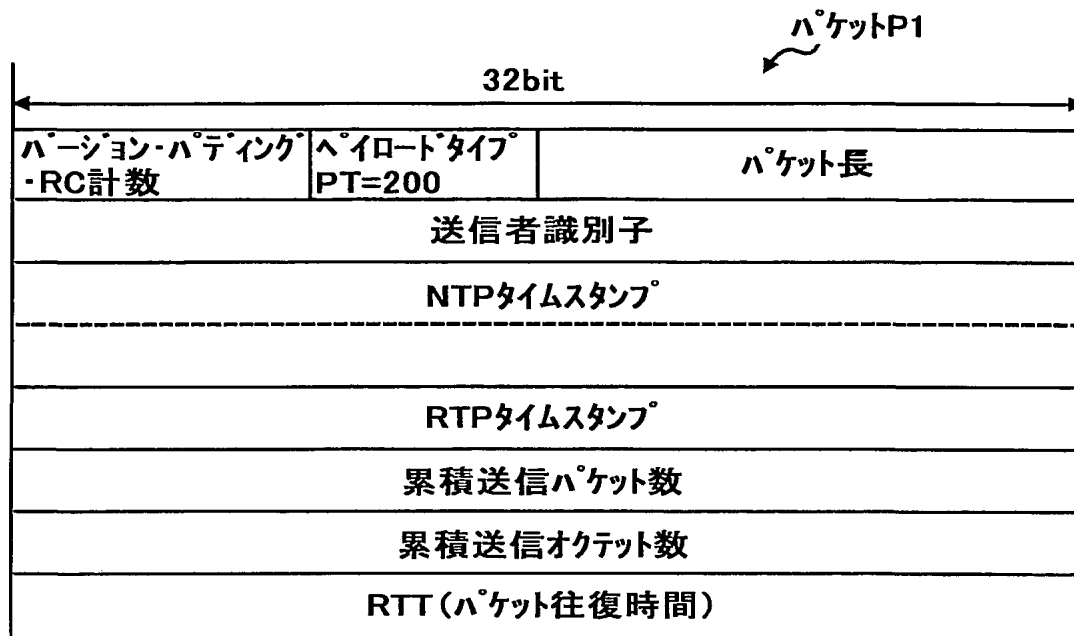 パケットP1
32bit
バージョン・パディング
・RC計数
ペイロードタイプ
PT=200
パケット長
送信者識別子
NTPタイムスタンプ
RTPタイムスタンプ
累積送信パケット数
累積送信オクテット数
RTT(パケット往復時間)